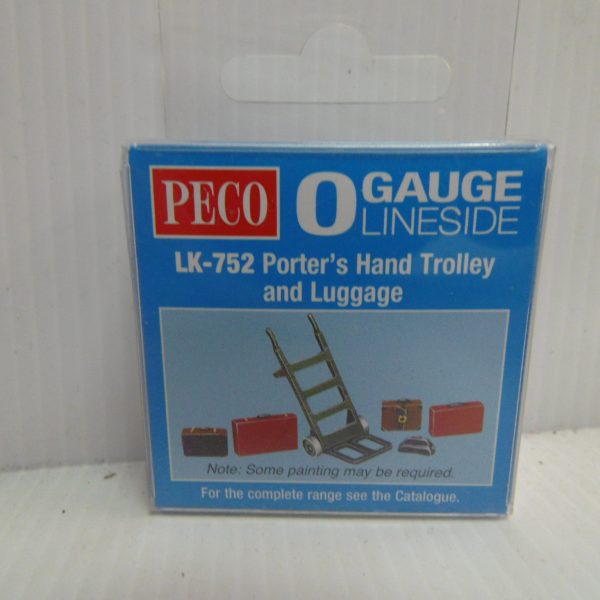 PECO
O GAUGE
LINESIDE
LK-752 Porter's Hand Trolley
and Luggage
Note: Some painting may be required.
For the complete range see the Catalogue.